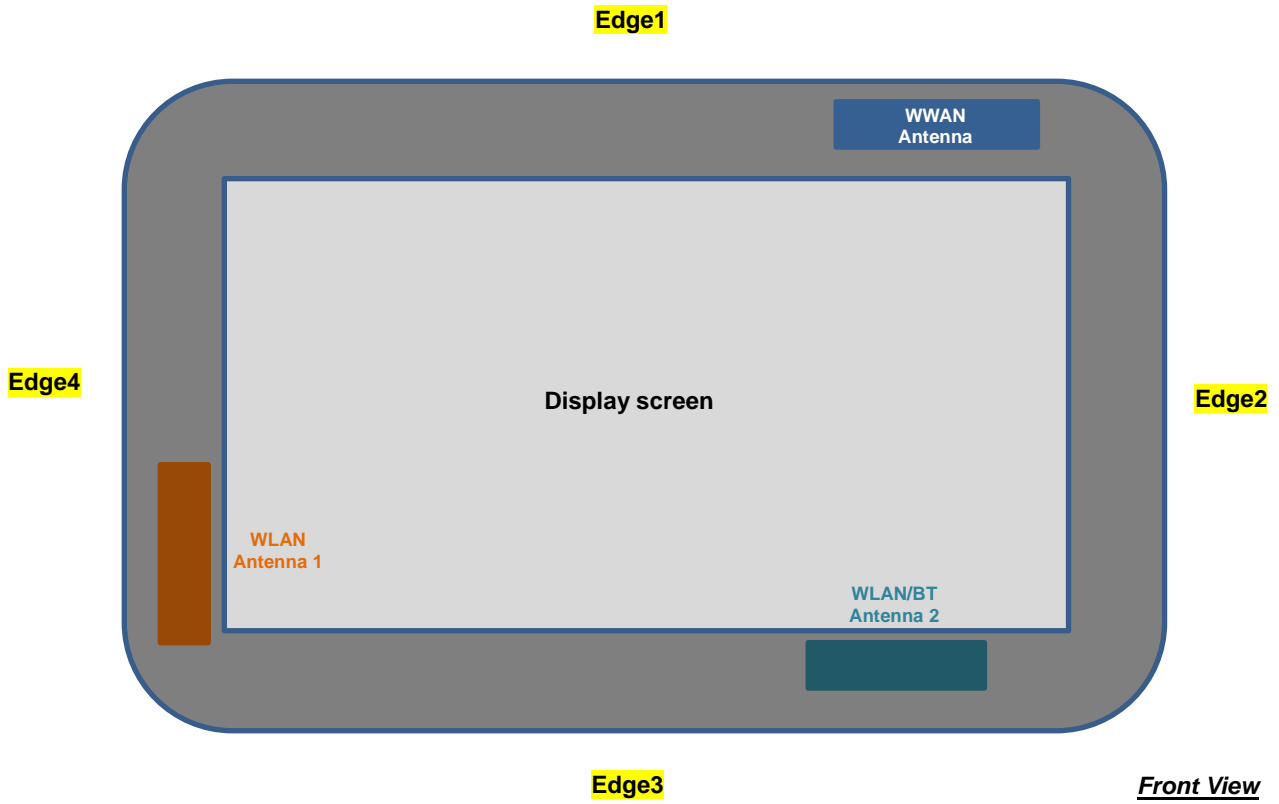 Edge1
WWAN
Antenna
Edge4
Display screen
Edge2
WLAN
Antenna 1
WLAN/BT
Antenna 2
Edge3
Front View